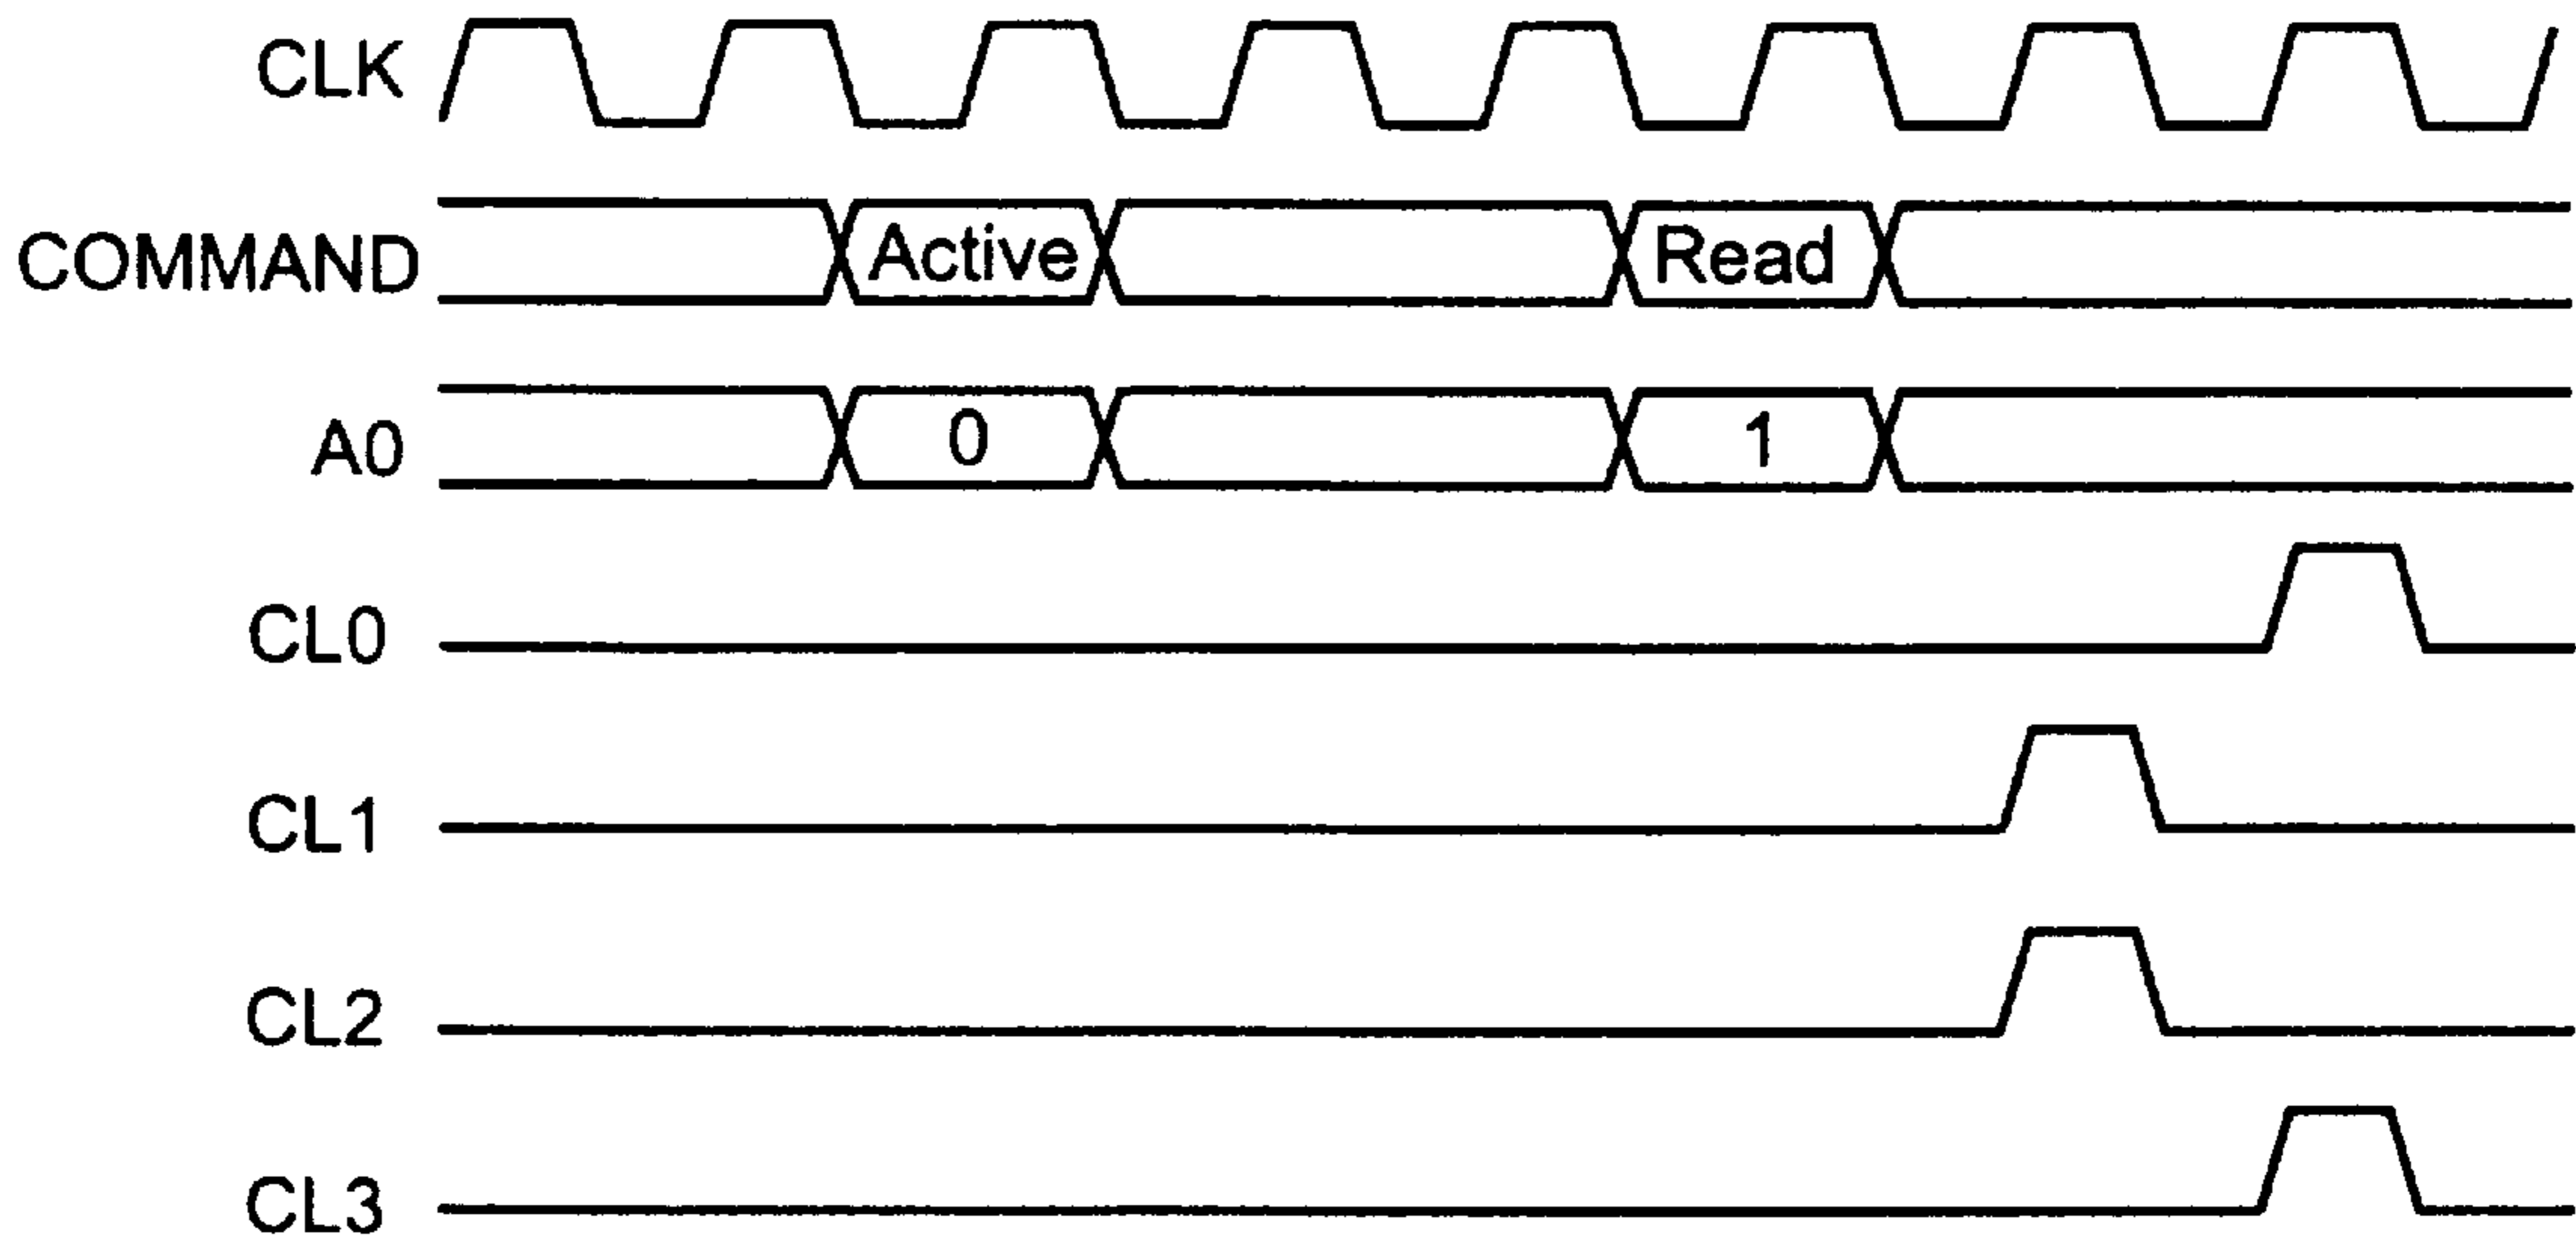 CLK
COMMAND Active Read
A0 0 1
CL0
CL1
CL2
CL3